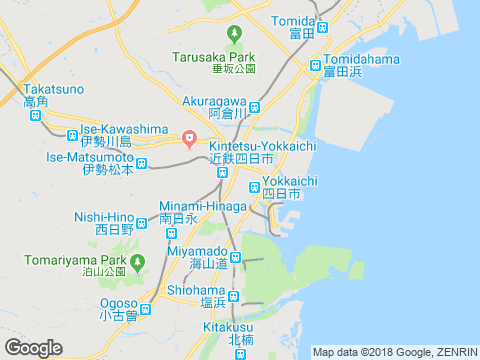 Tomida
富田
Tarusaka Park
垂坂公園
Tomidahama
富田浜
Takatsuno
高角
Akuragawa
阿倉川
Ise-Kawashima
伊勢川島
Kintetsu-Yokkaichi
近鉄四日市
Ise-Matsumoto
伊勢松本
Yokkaichi
四日市
Minami-Hinaga
南日永
Nishi-Hino
西日野
Miyamado
海山道
Tomariyama Park
泊山公園
Shiohama
塩浜
Ogoso
小古曽
Kitakusu
北楠
Google
Map data ©2018 Google, ZENRIN